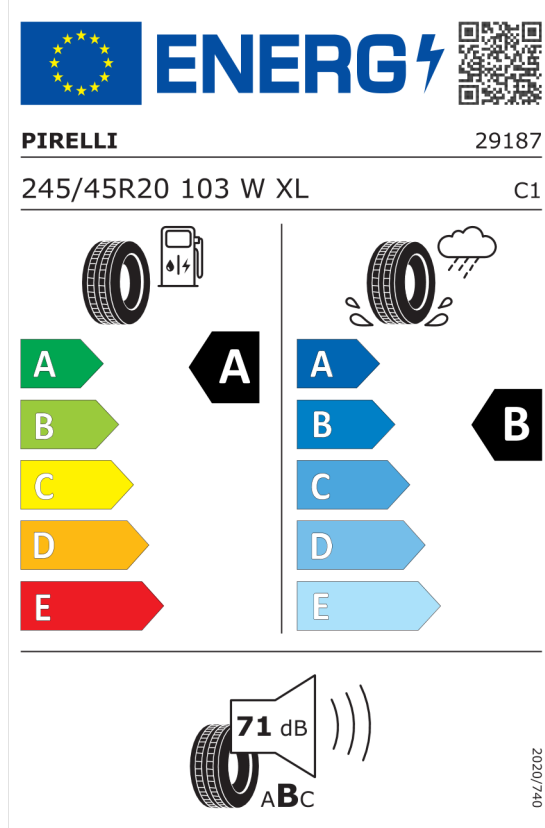 ENERG
PIRELLI
29187
245/45R20 103 W XL
C1
A
A
B
C
D
E
A
B
B
C
D
E
71 dB
ABC
2020/740